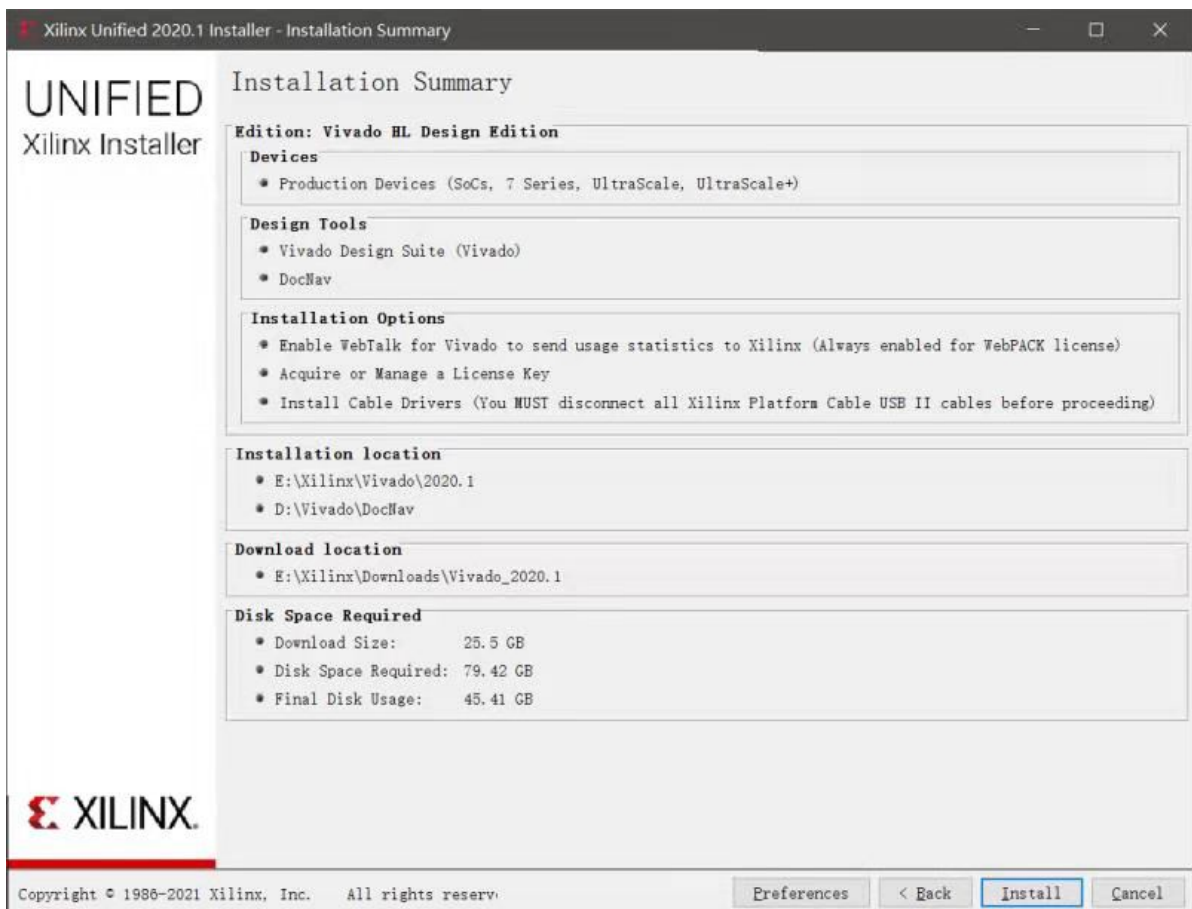 Xilinx Unified 2020.1 Installer - Installation Summary
UNIFIED
Xilinx Installer
Installation Summary
Edition: Vivado HL Design Edition
Devices
Production Devices (SoCs, 7 Series, UltraScale, UltraScale+)
Design Tools
Vivado Design Suite (Vivado)
DocNav
Installation Options
Enable WebTalk for Vivado to send usage statistics to Xilinx (Always enabled for WebPACK license)
Acquire or Manage a License Key
Install Cable Drivers (You MUST disconnect all Xilinx Platform Cable USB II cables before proceeding)
Installation location
E:\Xilinx\Vivado\2020.1
D:\Vivado\DocNav
Download location
E:\Xilinx\Downloads\Vivado_2020.1
Disk Space Required
Download Size: 25.5 GB
Disk Space Required: 79.42 GB
Final Disk Usage: 45.41 GB
XILINX.
Copyright © 1986-2021 Xilinx, Inc. All rights reserv
Preferences < Back Install Cancel